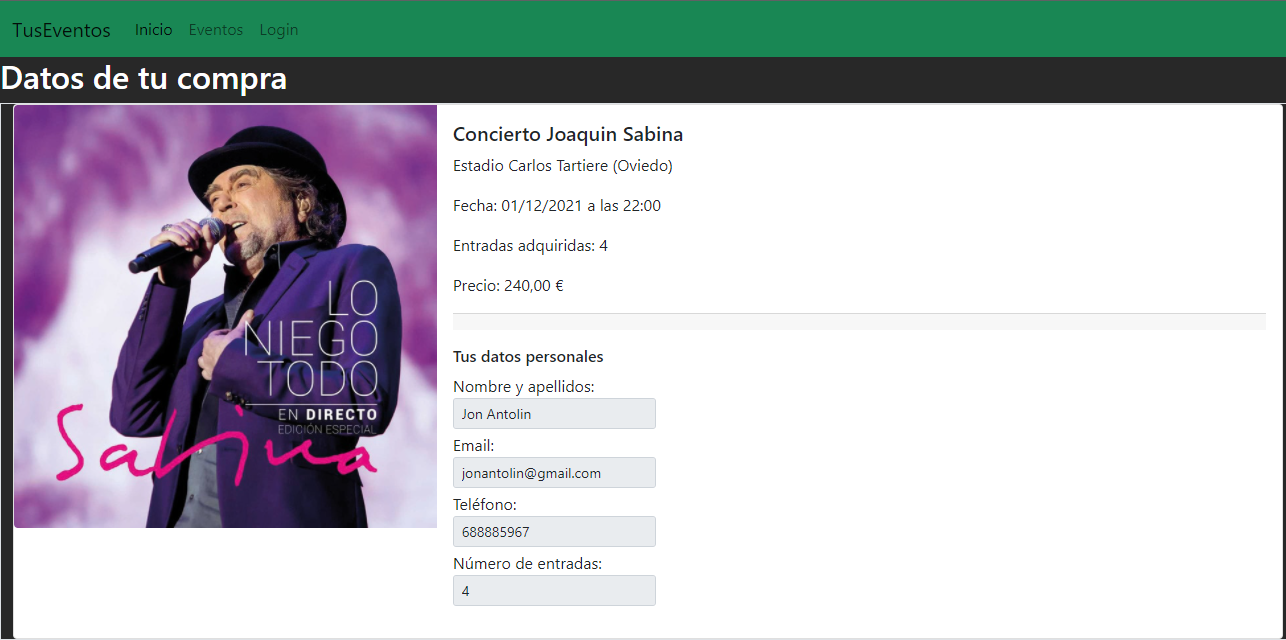 TusEventos Inicio Eventos Login
Datos de tu compra
LO
NIEGO
TODO
EN DIRECTO
EDICIÓN ESPECIAL
Sabina
Concierto Joaquin Sabina
Estadio Carlos Tartiere (Oviedo)
Fecha: 01/12/2021 a las 22:00
Entradas adquiridas: 4
Precio: 240,00 €
Tus datos personales
Nombre y apellidos:
Jon Antolin
Email:
jonantolin@gmail.com
Teléfono:
688885967
Número de entradas:
4